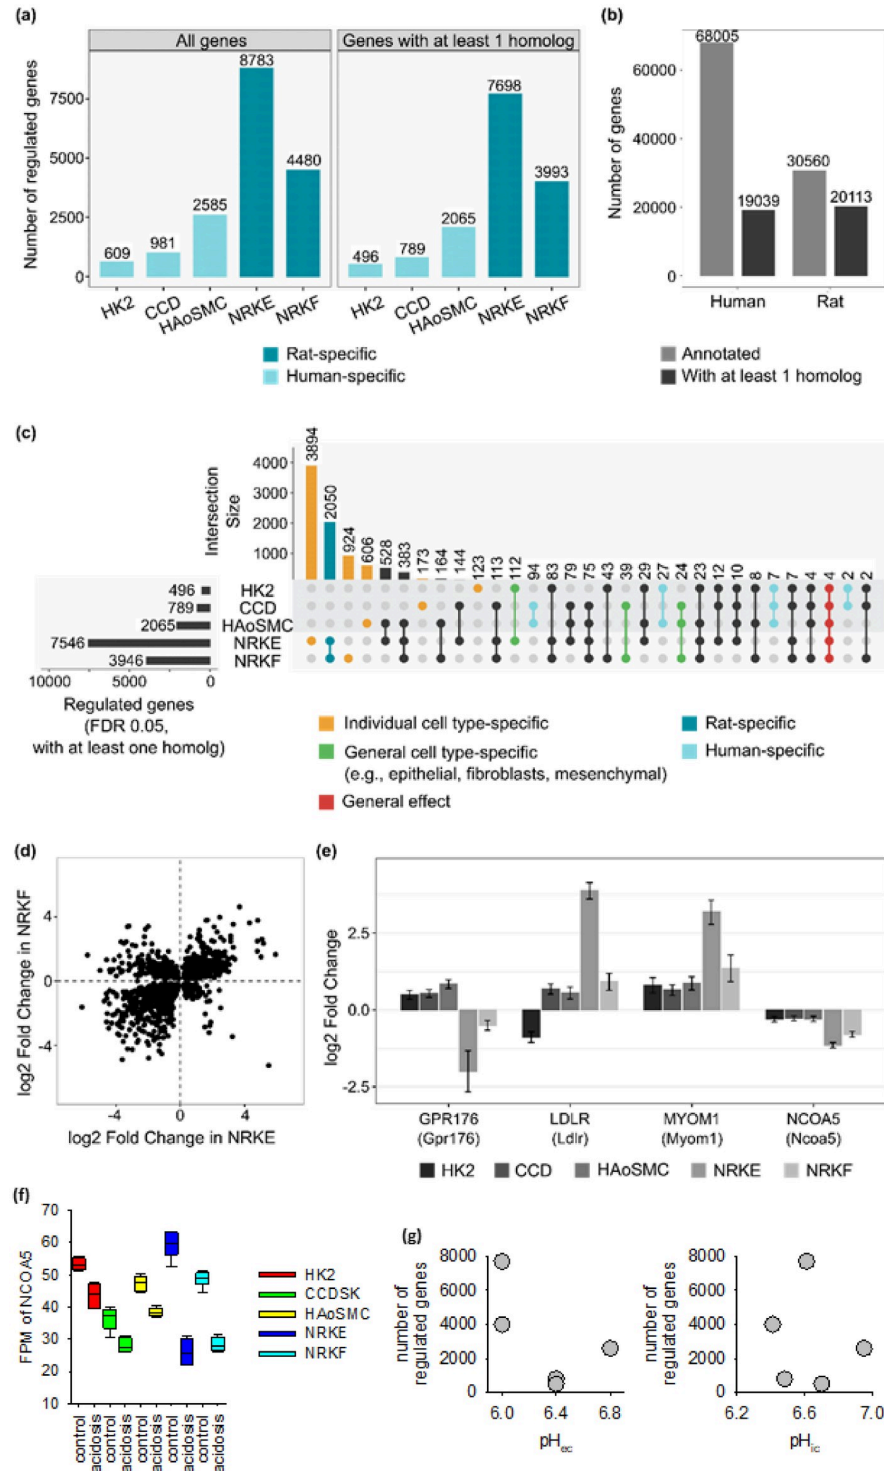 (a)
All genes
Genes with at least 1 homolog
Number of regulated genes
7500
5000
2500
0
609
981
2585
8783
4480
496
789
2065
7698
3993
HK2
CCD
HAoSMC
NRKE
NRKF
HK2
CCD
HAoSMC
NRKE
NRKF
Rat-specific
Human-specific
(b)
Number of genes
60000
40000
20000
0
68005
19039
30560
20113
Human
Rat
Annotated
With at least 1 homolog
(c)
Intersection
Size
4000
3000
2000
1000
3894
2050
924
606
173
528
383
164
144
123
113
112
94
83
79
75
43
39
29
27
24
23
12
10
8
7
7
4
4
2
2
496
789
2065
7546
3946
HK2
CCD
HAoSMC
NRKE
NRKF
10000
5000
0
Regulated genes
(FDR 0.05,
with at least one homolg)
Individual cell type-specific
General cell type-specific
(e.g., epithelial, fibroblasts, mesenchymal)
General effect
Rat-specific
Human-specific
(d)
log2 Fold Change in NRKF
4
0
-4
-4
0
4
log2 Fold Change in NRKE
(e)
log2 Fold Change
2.5
0.0
-2.5
GPR176
(Gpr176)
LDLR
(Ldlr)
MYOM1
(Myom1)
NCOA5
(Ncoa5)
HK2
CCD
HAoSMC
NRKE
NRKF
(f)
FPM of NCOA5
70
60
50
40
30
20
10
control
acidosis
control
acidosis
control
acidosis
control
acidosis
control
acidosis
HK2
CCDSK
HAoSMC
NRKE
NRKF
(g)
number of
regulated genes
8000
6000
4000
2000
0
6.0
6.4
6.8
pHec
number of
regulated genes
8000
6000
4000
2000
0
6.2
6.6
7.0
pHic